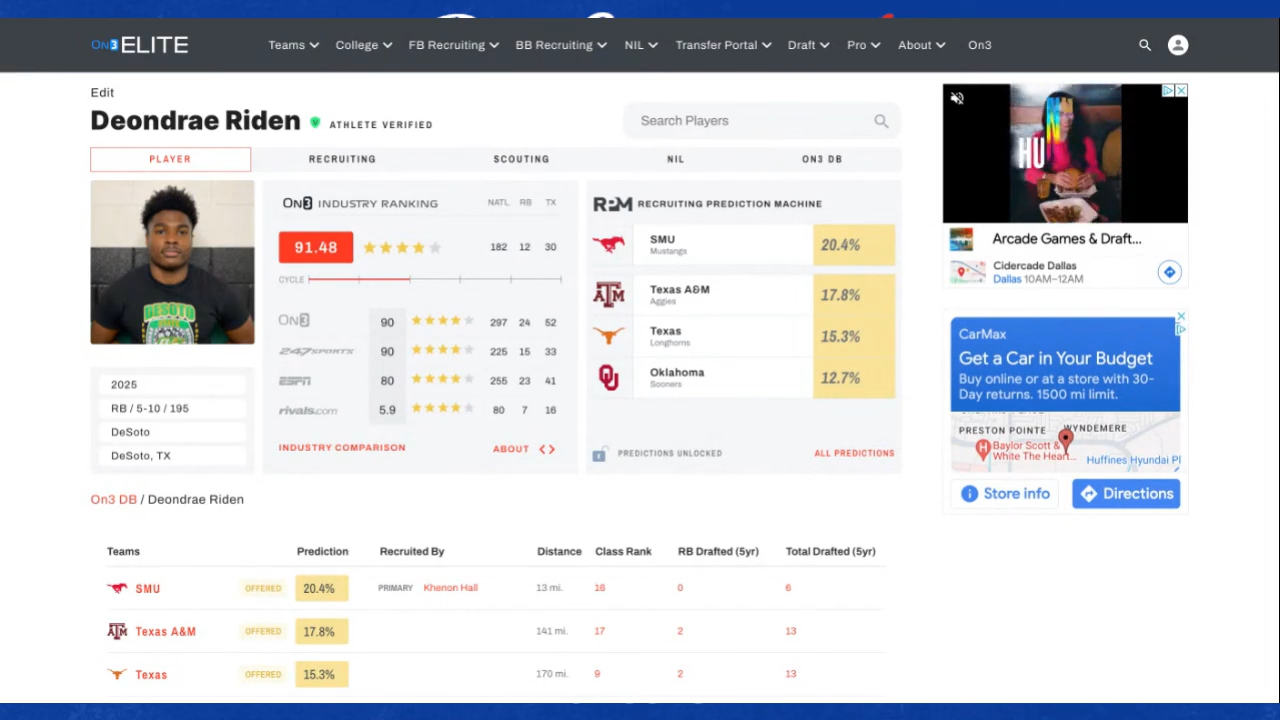 On3 ELITE
Teams College FB Recruiting BB Recruiting NIL Transfer Portal Draft Pro About On3
Edit
Deondrae Riden ATHLETE VERIFIED
Search Players
PLAYER RECRUITING SCOUTING NIL ON3 DB
DESOTO
2025
RB / 5-10 / 195
DeSoto
DeSoto, TX
On3 INDUSTRY RANKING NATL RB TX
91.48 182 12 30
CYCLE
On3 90 297 24 52
247SPORTS 90 225 15 33
ESPN 80 255 23 41
rivals.com 5.9 80 7 16
INDUSTRY COMPARISON ABOUT
RPM RECRUITING PREDICTION MACHINE
SMU 20.4%
Mustangs
Texas A&M 17.8%
Aggies
Texas 15.3%
Longhorns
Oklahoma 12.7%
Sooners
PREDICTIONS UNLOCKED ALL PREDICTIONS
HU
N
Arcade Games & Draft...
Cidercade Dallas
Dallas 10AM–12AM
CarMax
Get a Car in Your Budget
Buy online or at a store with 30-
Day returns. 1500 mi limit.
PRESTON POINTE WYNDEMERE
Baylor Scott &
White The Heart...
Huffines Hyundai Pl
Store info Directions
On3 DB / Deondrae Riden
Teams Prediction Recruited By Distance Class Rank RB Drafted (5yr) Total Drafted (5yr)
SMU OFFERED 20.4% PRIMARY Khenon Hall 13 mi. 16 0 6
Texas A&M OFFERED 17.8% 141 mi. 17 2 13
Texas OFFERED 15.3% 170 mi. 9 2 13